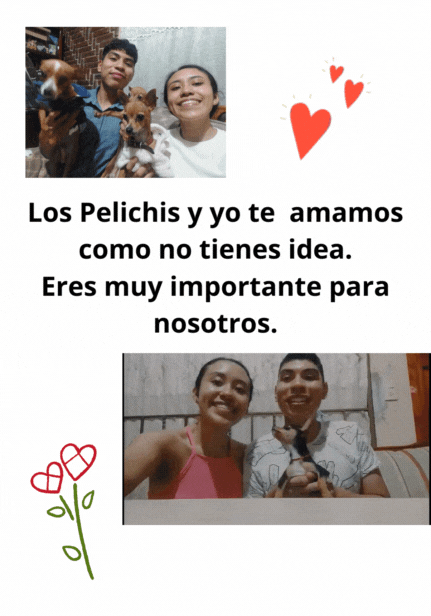 Los Pelichis y yo te amamos
como no tienes idea.
Eres muy importante para
nosotros.